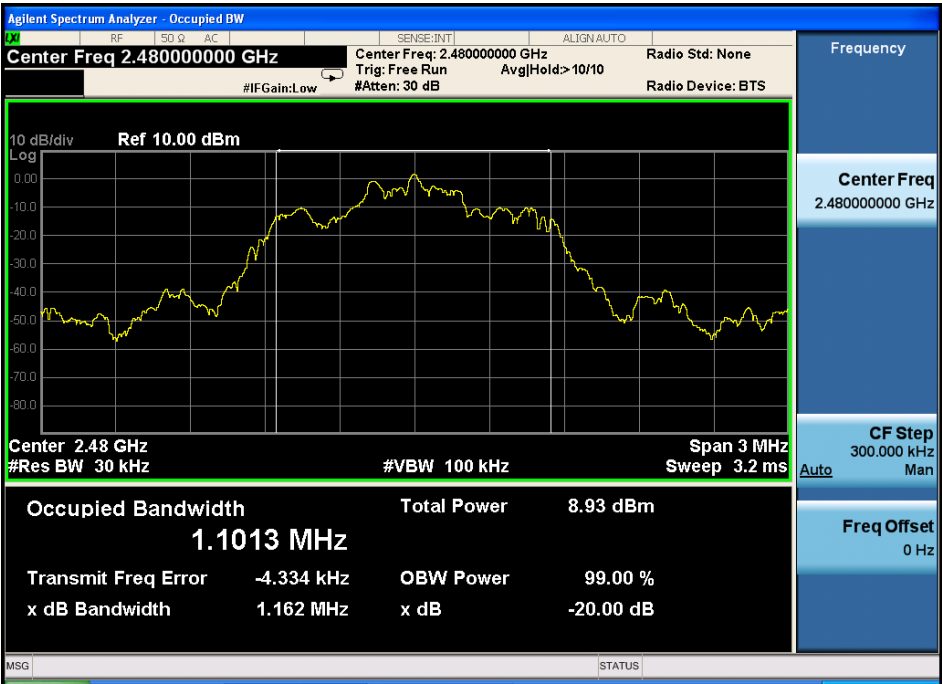 Agilent Spectrum Analyzer - Occupied BW
LXI RF 50 Ω AC SENSE:INT ALIGN AUTO
Center Freq 2.480000000 GHz
Center Freq: 2.480000000 GHz Radio Std: None
Trig: Free Run Avg|Hold:>10/10
#IFGain:Low #Atten: 30 dB Radio Device: BTS
10 dB/div Ref 10.00 dBm
Log
0.00
-10.0
-20.0
-30.0
-40.0
-50.0
-60.0
-70.0
-80.0
Center 2.48 GHz Span 3 MHz
#Res BW 30 kHz #VBW 100 kHz Sweep 3.2 ms
Occupied Bandwidth Total Power 8.93 dBm
1.1013 MHz
Transmit Freq Error -4.334 kHz OBW Power 99.00 %
x dB Bandwidth 1.162 MHz x dB -20.00 dB
MSG STATUS
Frequency
Center Freq
2.480000000 GHz
CF Step
300.000 kHz
Auto Man
Freq Offset
0 Hz